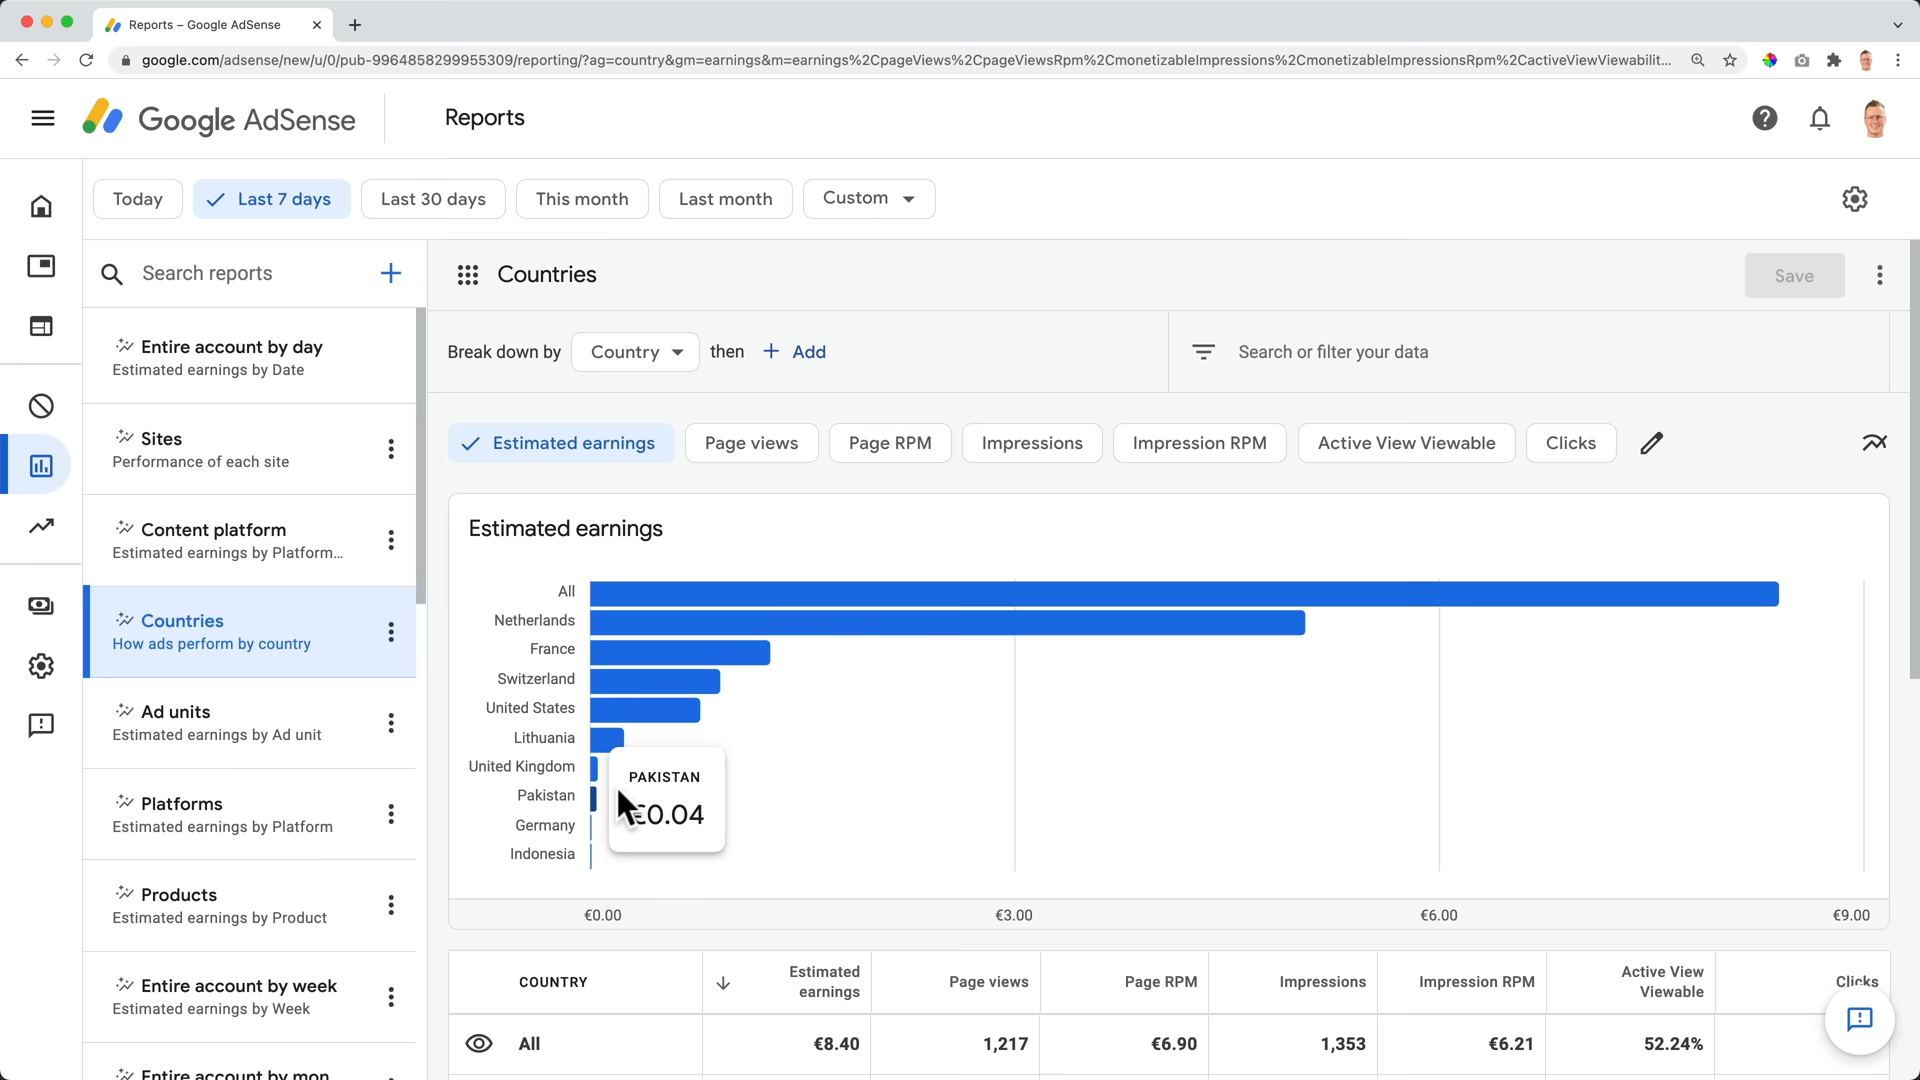 Reports – Google AdSense
google.com/adsense/new/u/0/pub-9964858299955309/reporting/?ag=country&gm=earnings&m=earnings%2CpageViews%2CpageViewsRpm%2CmonetizableImpressions%2CmonetizableImpressionsRpm%2CactiveViewViewabilit...
Google AdSense
Reports
Today
Last 7 days
Last 30 days
This month
Last month
Custom
Search reports
Entire account by day
Estimated earnings by Date
Sites
Performance of each site
Content platform
Estimated earnings by Platform...
Countries
How ads perform by country
Ad units
Estimated earnings by Ad unit
Platforms
Estimated earnings by Platform
Products
Estimated earnings by Product
Entire account by week
Estimated earnings by Week
Entire account by mon
Countries
Save
Break down by Country then + Add
Search or filter your data
Estimated earnings
Page views
Page RPM
Impressions
Impression RPM
Active View Viewable
Clicks
Estimated earnings
All
Netherlands
France
Switzerland
United States
Lithuania
United Kingdom
Pakistan
Germany
Indonesia
PAKISTAN
€0.04
€0.00 €3.00 €6.00 €9.00
COUNTRY Estimated earnings Page views Page RPM Impressions Impression RPM Active View Viewable Clicks
All €8.40 1,217 €6.90 1,353 €6.21 52.24%